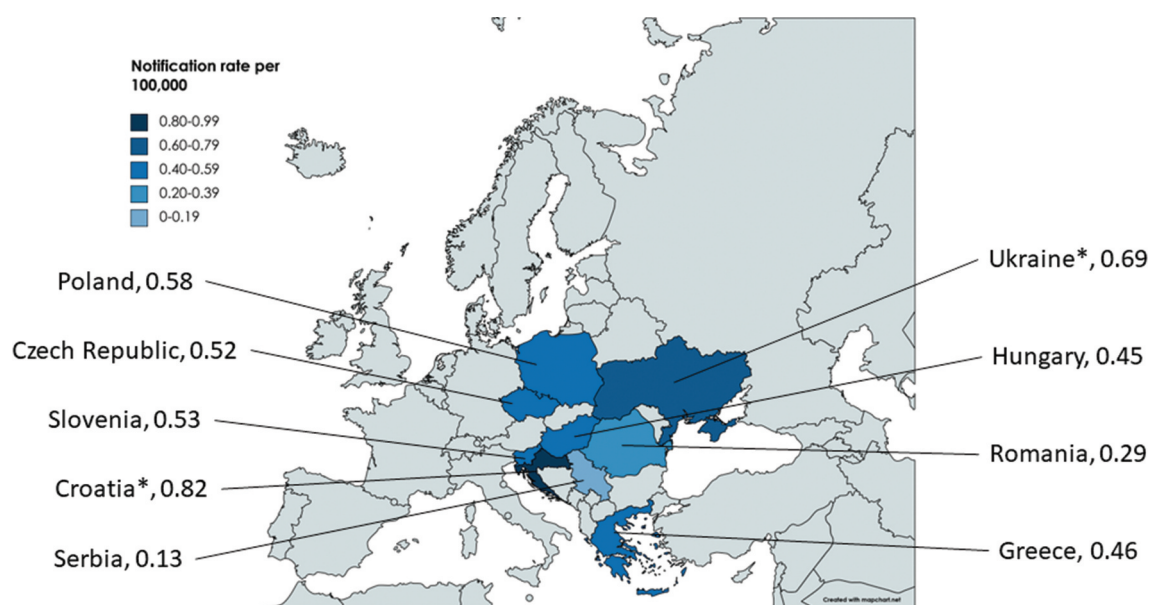 Notification rate per
100,000
0.80-0.99
0.60-0.79
0.40-0.59
0.20-0.39
0-0.19
Poland, 0.58
Czech Republic, 0.52
Slovenia, 0.53
Croatia*, 0.82
Serbia, 0.13
Ukraine*, 0.69
Hungary, 0.45
Romania, 0.29
Greece, 0.46
Created with mapchart.net